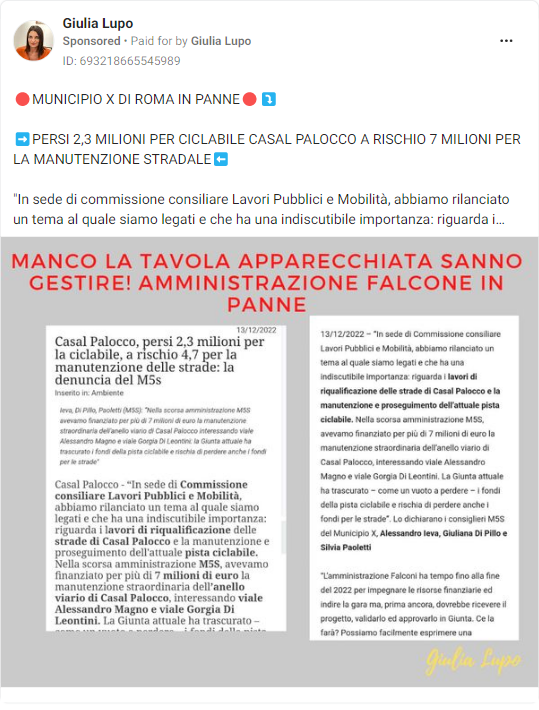 Giulia Lupo
Sponsored • Paid for by Giulia Lupo
ID: 693218665545989
🔴MUNICIPIO X DI ROMA IN PANNE🔴⤵️
➡️PERSI 2,3 MILIONI PER CICLABILE CASAL PALOCCO A RISCHIO 7 MILIONI PER
LA MANUTENZIONE STRADALE⬅️
"In sede di commissione consiliare Lavori Pubblici e Mobilità, abbiamo rilanciato
un tema al quale siamo legati e che ha una indiscutibile importanza: riguarda i...
MANCO LA TAVOLA APPARECCHIATA SANNO
GESTIRE! AMMINISTRAZIONE FALCONE IN
PANNE
13/12/2022
Casal Palocco, persi 2,3 milioni per
la ciclabile, a rischio 4,7 per la
manutenzione delle strade: la
denuncia del M5s
Inserito in: Ambiente
Ieva, Di Pillo, Paoletti (M5S): "Nella scorsa amministrazione M5S
avevamo finanziato per più di 7 milioni di euro la manutenzione
straordinaria dell'anello viario di Casal Palocco interessando viale
Alessandro Magno e viale Gorgia Di Leontini: la Giunta attuale ha
trascurato i fondi della pista ciclabile e rischia di perdere anche i fondi
per le strade"
Casal Palocco - “In sede di Commissione
consiliare Lavori Pubblici e Mobilità,
abbiamo rilanciato un tema al quale siamo
legati e che ha una indiscutibile importanza:
riguarda i lavori di riqualificazione delle
strade di Casal Palocco e la manutenzione e
proseguimento dell'attuale pista ciclabile.
Nella scorsa amministrazione M5S, avevamo
finanziato per più di 7 milioni di euro la
manutenzione straordinaria dell'anello
viario di Casal Palocco, interessando viale
Alessandro Magno e viale Gorgia Di
Leontini. La Giunta attuale ha trascurato –
come un vuoto a perdere – i fondi della pista
13/12/2022 – “In sede di Commissione consiliare
Lavori Pubblici e Mobilità, abbiamo rilanciato un
tema al quale siamo legati e che ha una
indiscutibile importanza: riguarda i lavori di
riqualificazione delle strade di Casal Palocco e la
manutenzione e proseguimento dell'attuale pista
ciclabile. Nella scorsa amministrazione M5S,
avevamo finanziato per più di 7 milioni di euro la
manutenzione straordinaria dell'anello viario di
Casal Palocco, interessando viale Alessandro
Magno e viale Gorgia Di Leontini. La Giunta attuale
ha trascurato – come un vuoto a perdere – i fondi
della pista ciclabile e rischia di perdere anche i
fondi per le strade”. Lo dichiarano i consiglieri M5S
del Municipio X, Alessandro Ieva, Giuliana Di Pillo e
Silvia Paoletti
“L'amministrazione Falconi ha tempo fino alla fine
del 2022 per impegnare le risorse finanziarie ed
indire la gara ma, prima ancora, dovrebbe ricevere il
progetto, validarlo ed approvarlo in Giunta. Ce la
farà? Possiamo facilmente esprimere una
Giulia Lupo